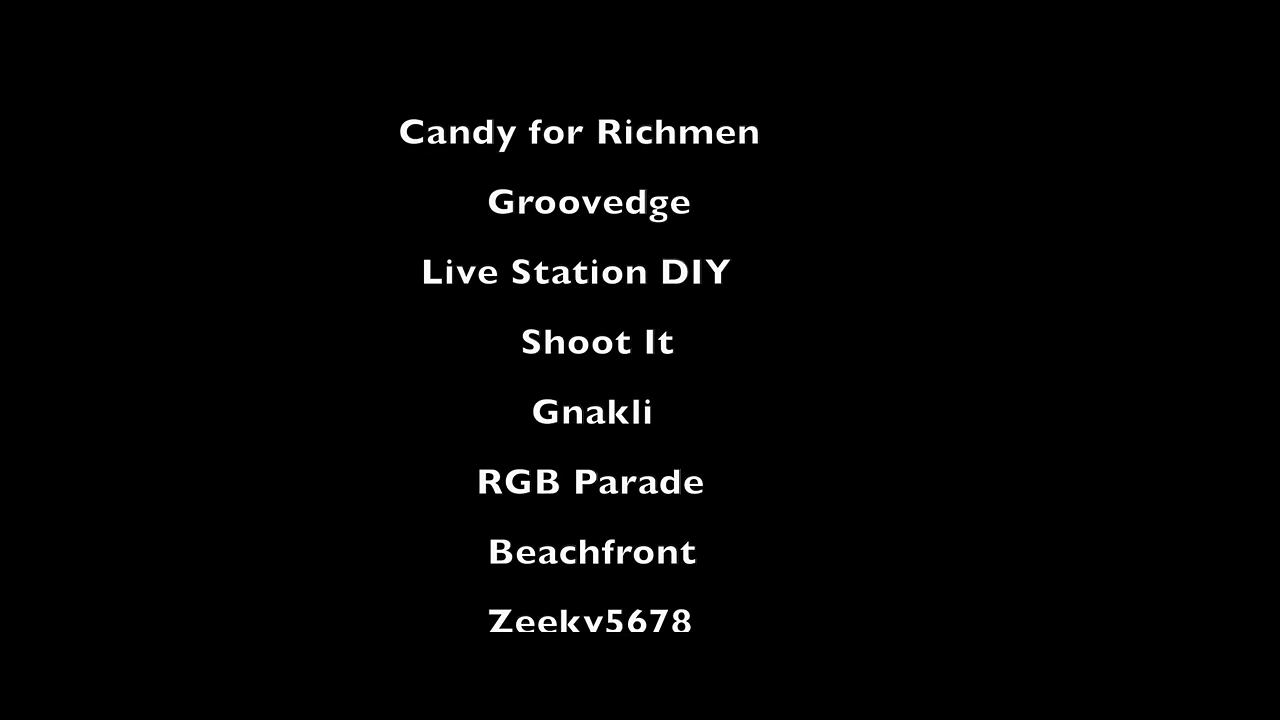 Candy for Richmen
Groovedge
Live Station DIY
Shoot It
Gnakli
RGB Parade
Beachfront
Zeeky5678